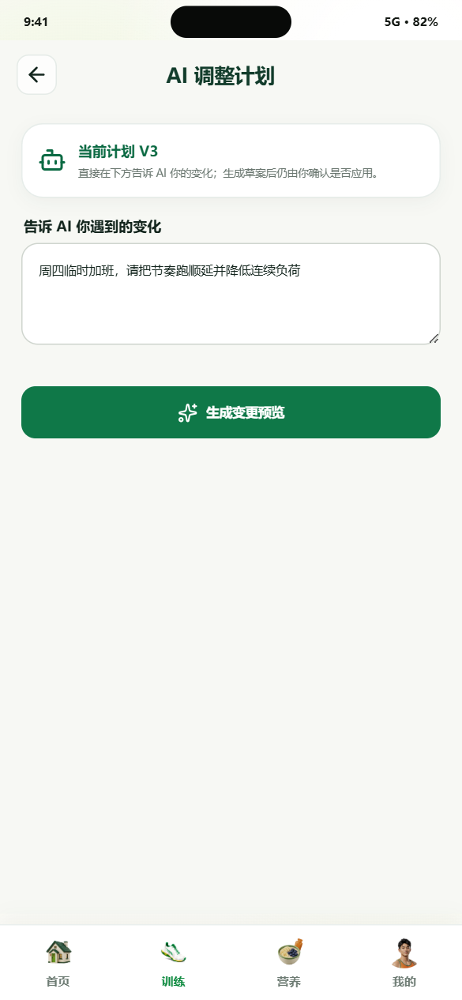 9:41
5G • 82%
AI 调整计划
当前计划 V3
直接在下方告诉 AI 你的变化；生成草案后仍由你确认是否应用。
告诉 AI 你遇到的变化
周四临时加班，请把节奏跑顺延并降低连续负荷
生成变更预览
首页
训练
营养
我的